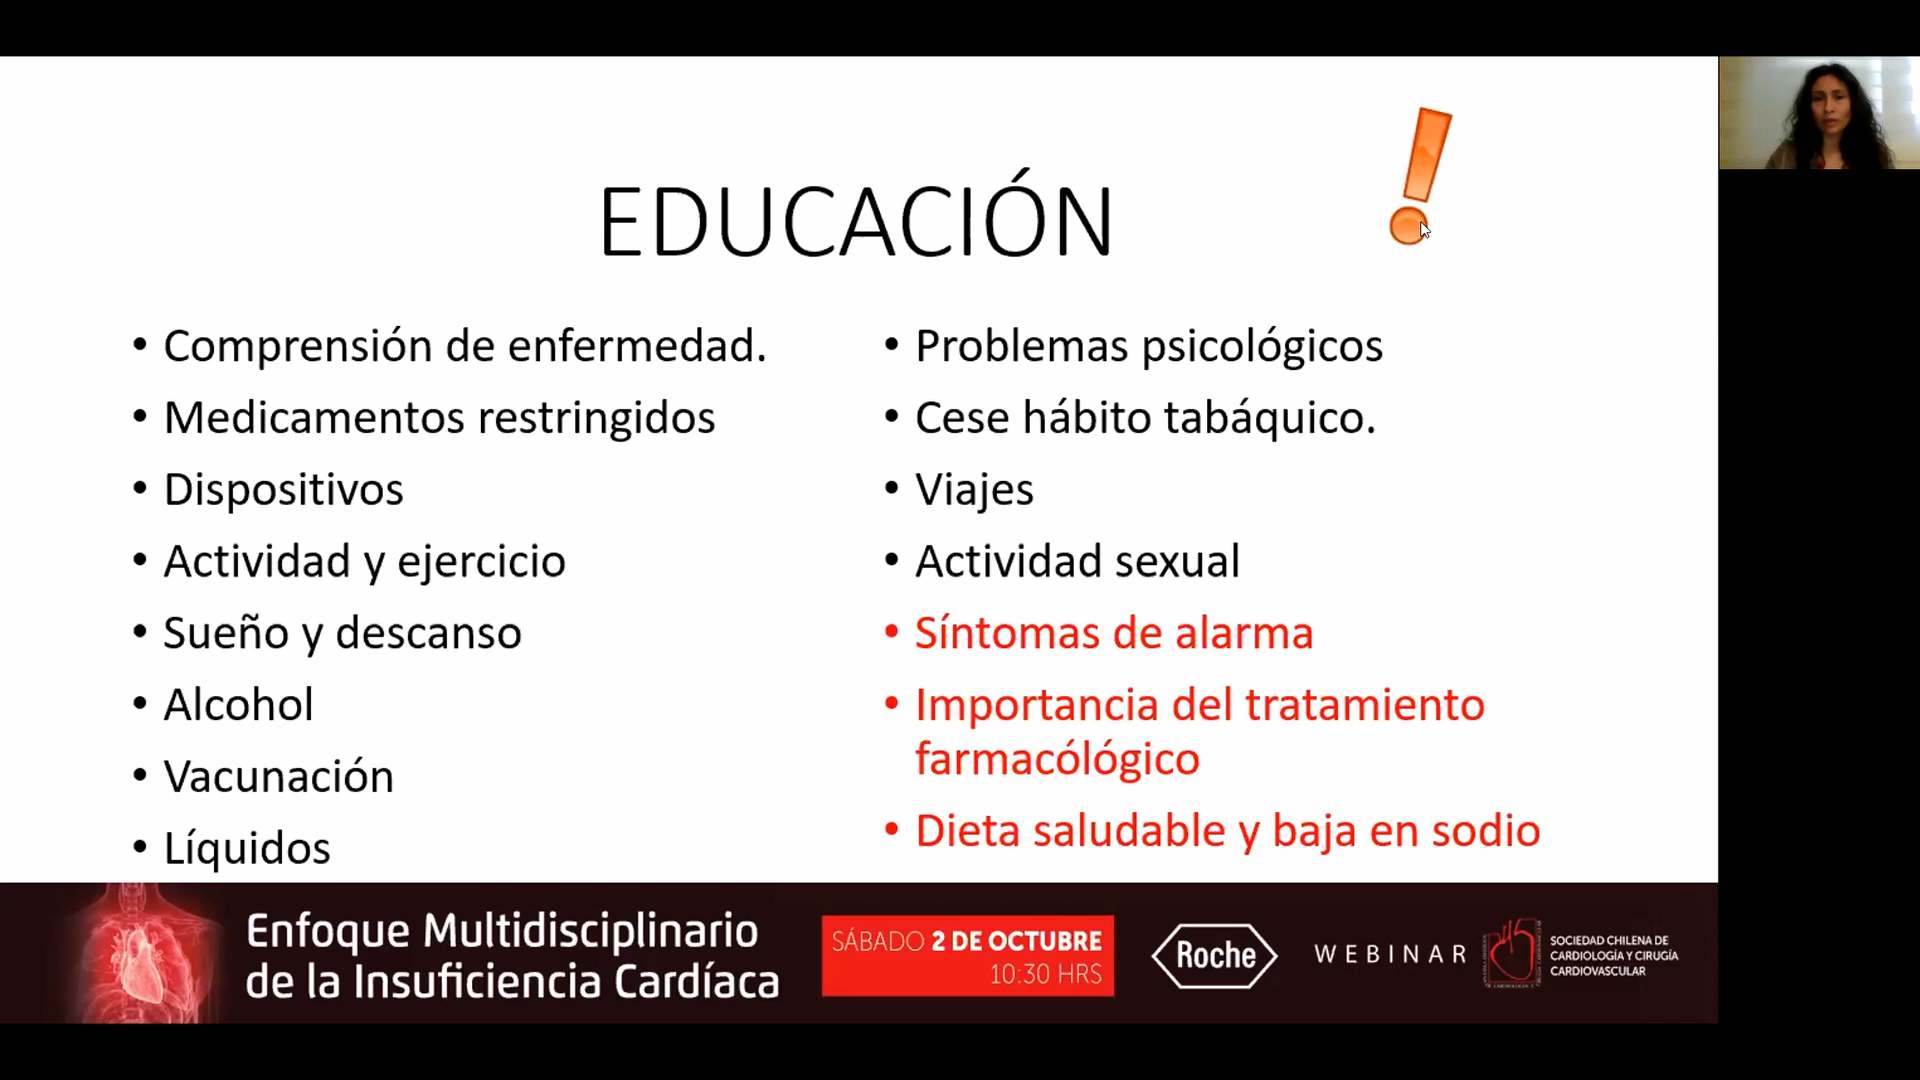 EDUCACIÓN
• Comprensión de enfermedad.
• Medicamentos restringidos
• Dispositivos
• Actividad y ejercicio
• Sueño y descanso
• Alcohol
• Vacunación
• Líquidos
• Problemas psicológicos
• Cese hábito tabáquico.
• Viajes
• Actividad sexual
• Síntomas de alarma
• Importancia del tratamiento
farmacólógico
• Dieta saludable y baja en sodio
Enfoque Multidisciplinario
de la Insuficiencia Cardíaca
SÁBADO 2 DE OCTUBRE
10:30 HRS
Roche
WEBINAR
SOCIEDAD CHILENA DE
CARDIOLOGÍA Y CIRUGÍA
CARDIOVASCULAR